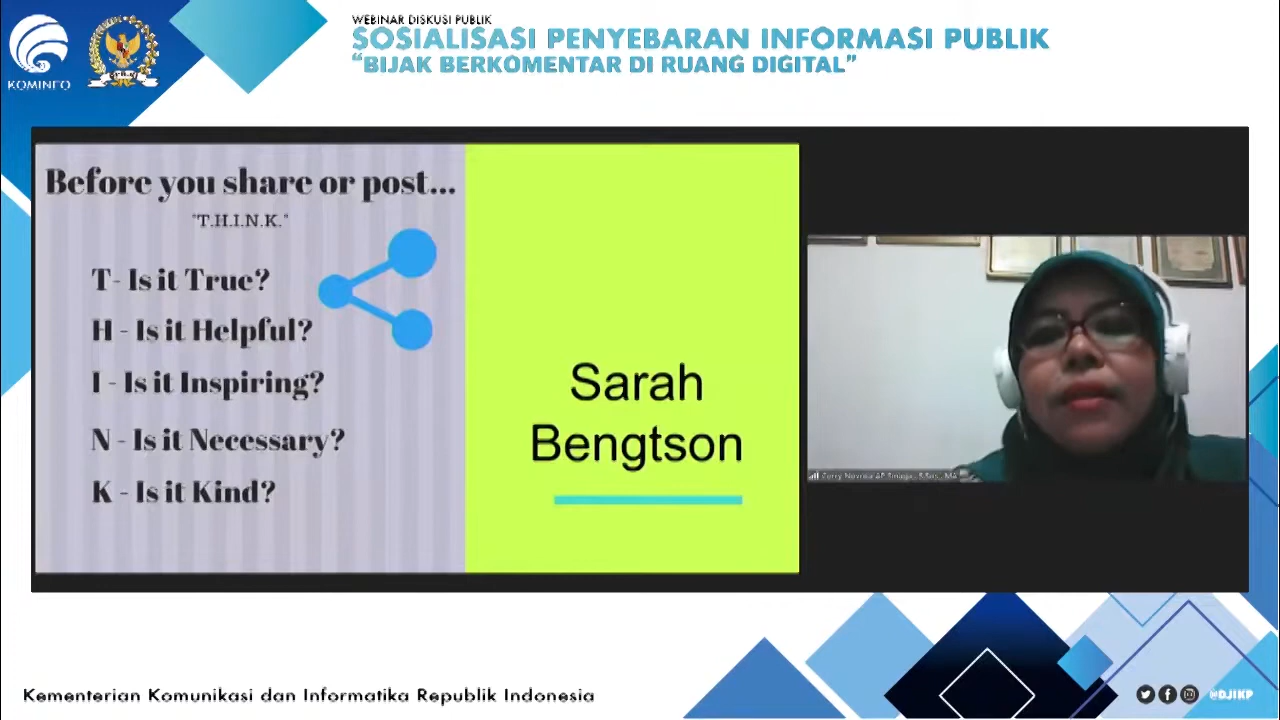 WEBINAR DISKUSI PUBLIK
SOSIALISASI PENYEBARAN INFORMASI PUBLIK
"BIJAK BERKOMENTAR DI RUANG DIGITAL"
KOMINFO
Before you share or post...
"T.H.I.N.K."
T- Is it True?
H - Is it Helpful?
I - Is it Inspiring?
N - Is it Necessary?
K - Is it Kind?
Sarah
Bengtson
Kementerian Komunikasi dan Informatika Republik Indonesia
@DJIKP